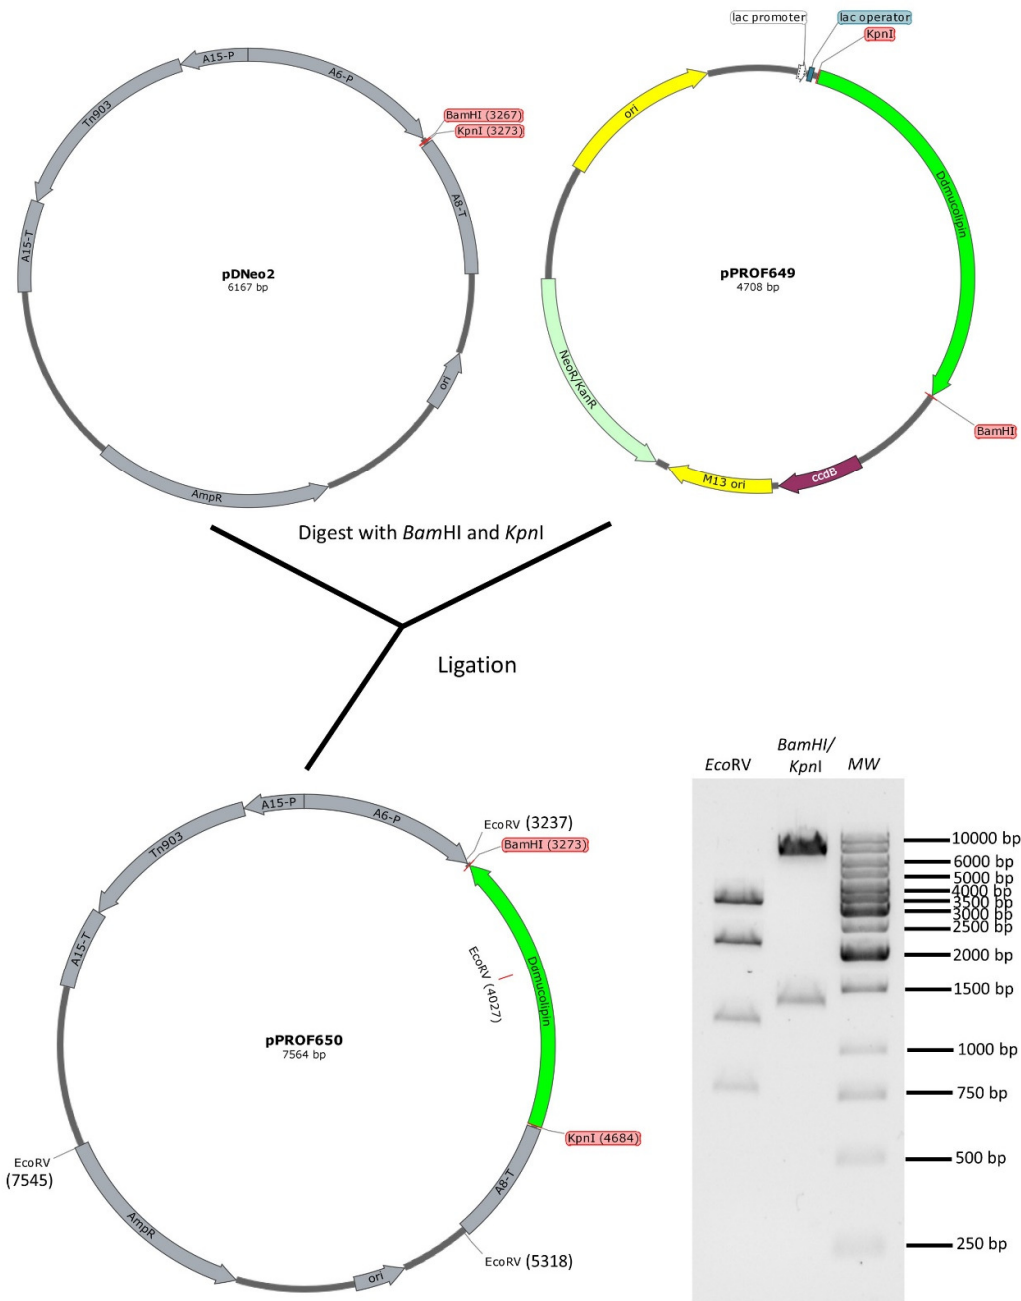 A15-P
A6-P
Tn903
BamHI (3267)
KpnI (3273)
A8-T
A15-T
pDNeo2
6167 bp
ori
AmpR
lac promoter
lac operator
KpnI
ori
Ddmucolipin
pPROF649
4708 bp
NeoR/KanR
BamHI
ccdB
M13 ori
Digest with BamHI and KpnI
Ligation
A15-P
A6-P
Tn903
EcoRV (3237)
BamHI (3273)
A15-T
EcoRV (4027)
Ddmucolipin
pPROF650
7564 bp
KpnI (4684)
A8-T
EcoRV
(7545)
AmpR
EcoRV (5318)
ori
EcoRV
BamHI/
KpnI
MW
10000 bp
6000 bp
5000 bp
4000 bp
3500 bp
3000 bp
2500 bp
2000 bp
1500 bp
1000 bp
750 bp
500 bp
250 bp